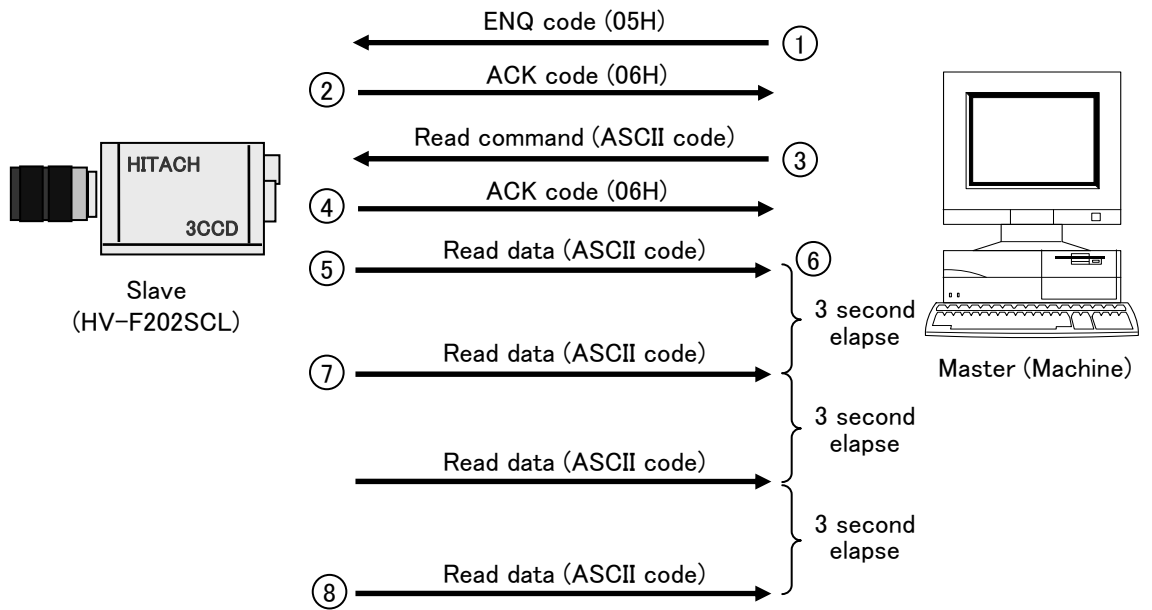 ENQ code (05H)
①
② ACK code (06H)
Read command (ASCII code)
③
HITACH
3CCD
④ ACK code (06H)
⑤ Read data (ASCII code) ⑥
Slave
(HV-F202SCL)
3 second
elapse
⑦ Read data (ASCII code)
Master (Machine)
3 second
elapse
Read data (ASCII code)
3 second
elapse
⑧ Read data (ASCII code)